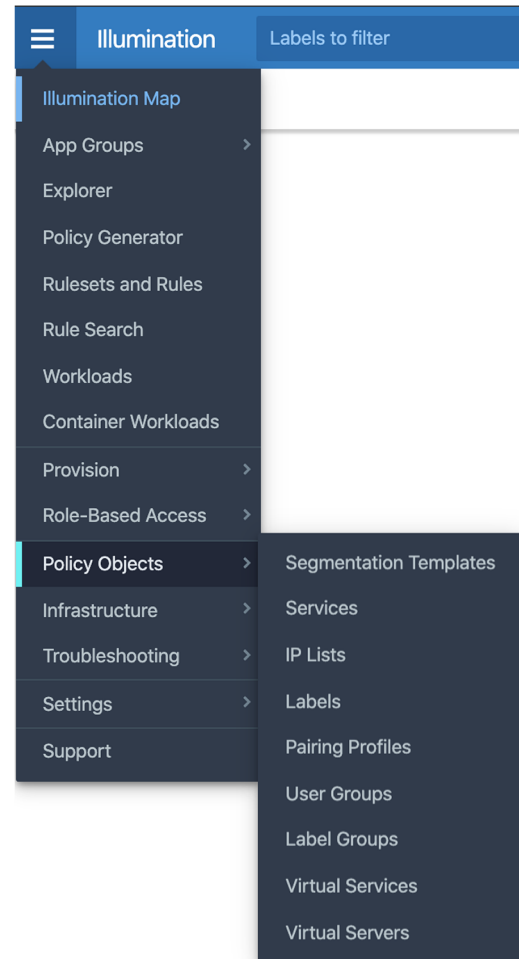 Illumination
Labels to filter
Illumination Map
App Groups
Explorer
Policy Generator
Rulesets and Rules
Rule Search
Workloads
Container Workloads
Provision
Role-Based Access
Policy Objects
Infrastructure
Troubleshooting
Settings
Support
Segmentation Templates
Services
IP Lists
Labels
Pairing Profiles
User Groups
Label Groups
Virtual Services
Virtual Servers